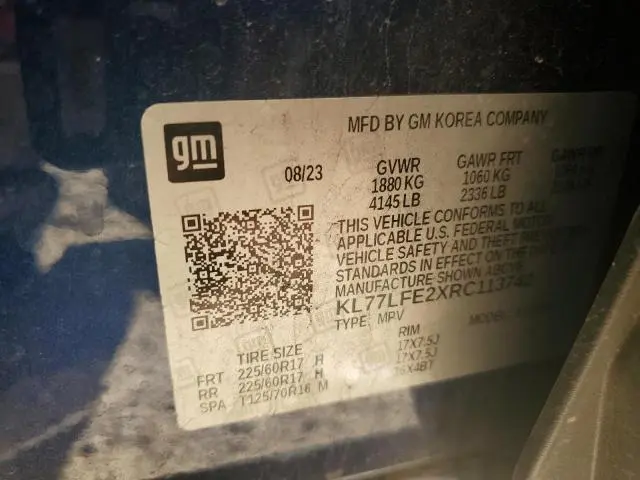 gm
MFD BY GM KOREA COMPANY
08/23
GVWR GAWR FRT GAWR
1880 KG 1060 KG
4145 LB 2336 LB
THIS VEHICLE CONFORMS TO ALL
APPLICABLE U.S. FEDERAL MOTOR
VEHICLE SAFETY AND THEFT
STANDARDS IN EFFECT ON THE DATE
OF MANUFACTURE SHOWN ABOVE.
TYPE: MPV
TIRE SIZE RIM
FRT 225/60R17 H 17X7.5J
RR 225/60R17 H 17X7.5J
SPA T125/70R16 M 16X4BT